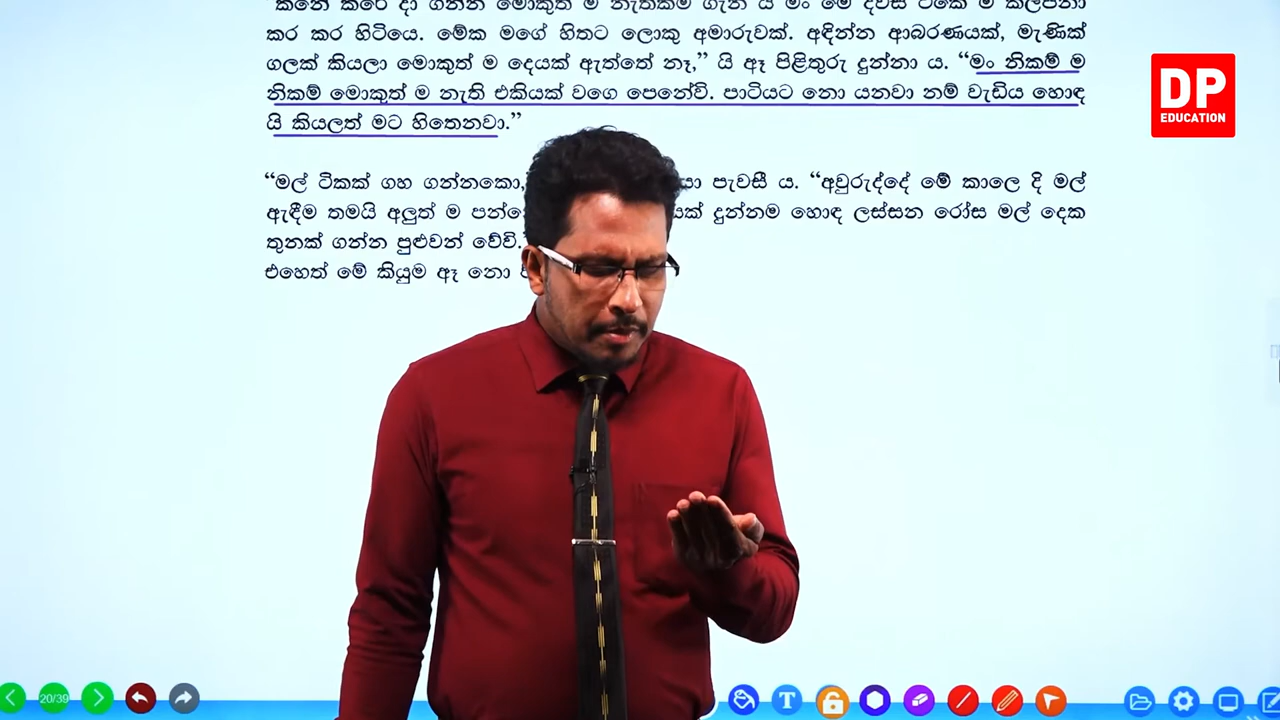 “කනේ කරේ දා ගන්න මොකුත් ම නැතිකම ගැන ය මං මේ දවස් ටිකේ ම කල්පනා
කර කර හිටියෙ. මේක මගේ හිතට ලොකු අමාරුවක්. අඳින්න ආබරණයක්, මැණික්
ගලක් කියලා මොකුත් ම දෙයක් ඇත්තේ නෑ,” යි ඈ පිළිතුරු දුන්නා ය. “මං නිකම් ම
නිකම් මොකුත් ම නැති එකියක් වගෙ පෙනේවි. පාටියට නො යනවා නම් වැඩිය හොඳ
යි කියලත් මට හිතෙනවා.”
“මල් ටිකක් ගහ ගන්නකො, පැවසී ය. “අවුරුද්දේ මේ කාලෙ දි මල්
ඇඳීම තමයි අලුත් ම දුන්නම හොඳ ලස්සන රෝස මල් දෙක
තුනක් ගන්න පුළුවන් වේවි.
එහෙත් මේ කියුම ඈ නො
DP
EDUCATION
20/39
T